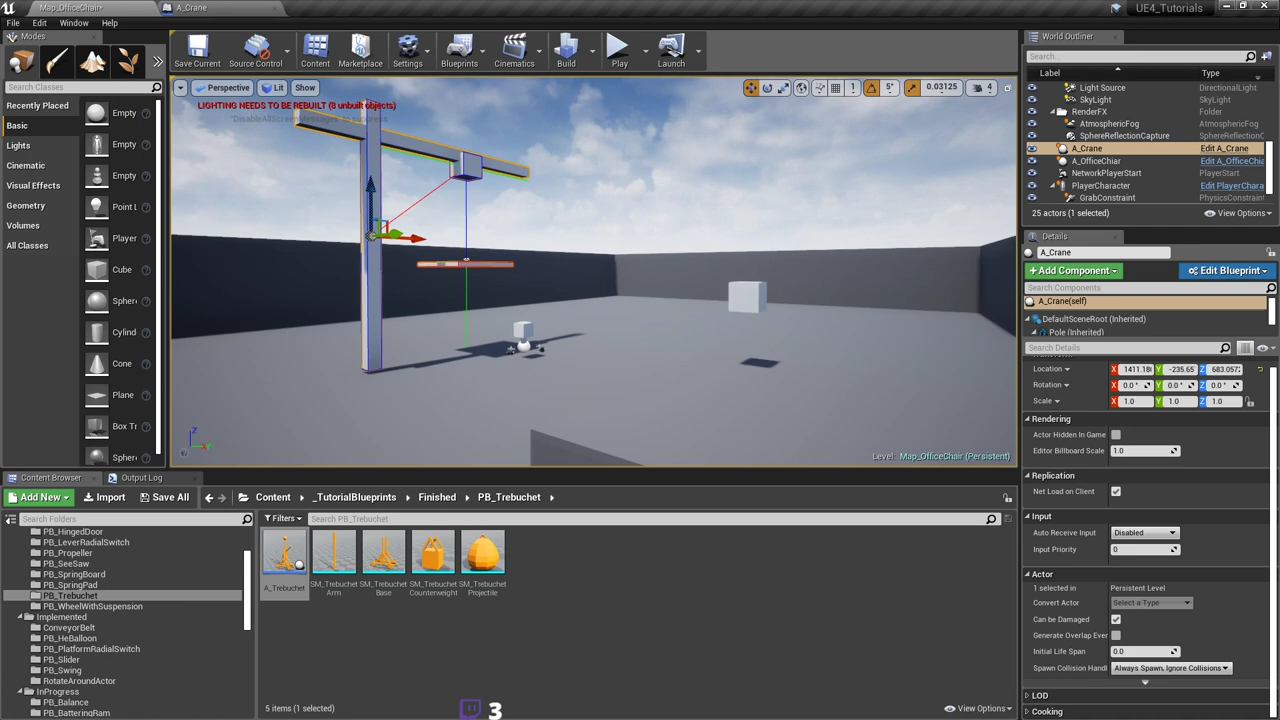 Map_OfficeChair*
A_Crane
UE4_Tutorials
File Edit Window Help
Modes
Search Classes
Recently Placed
Basic
Lights
Cinematic
Visual Effects
Geometry
Volumes
All Classes
Empty
Empty
Empty
Point L
Player
Cube
Spher
Cylind
Cone
Plane
Box Tr
Spher
Save Current
Source Control
Content
Marketplace
Settings
Blueprints
Cinematics
Build
Play
Launch
Perspective
Lit
Show
1
5°
0.03125
4
LIGHTING NEEDS TO BE REBUILT (8 unbuilt objects)
Level: Map_OfficeChair (Persistent)
World Outliner
Search...
Label Type
Light Source DirectionalLight
SkyLight SkyLight
RenderFX Folder
AtmosphericFog AtmosphericFog
SphereReflectionCapture SphereReflectionC
A_Crane Edit A_Crane
A_OfficeChiar Edit A_OfficeChia
NetworkPlayerStart PlayerStart
PlayerCharacter Edit PlayerChara
GrabConstraint PhysicsConstrain
25 actors (1 selected) View Options
Details
A_Crane
+ Add Component
Edit Blueprint
Search Components
A_Crane(self)
DefaultSceneRoot (Inherited)
Pole (Inherited)
Search Details
Location X 1411.18 Y -235.65 Z 683.057
Rotation X 0.0 ° Y 0.0 ° Z 0.0 °
Scale X 1.0 Y 1.0 Z 1.0
Rendering
Actor Hidden In Game
Editor Billboard Scale 1.0
Replication
Net Load on Client
Input
Auto Receive Input Disabled
Input Priority 0
Actor
1 selected in Persistent Level
Convert Actor Select a Type
Can be Damaged
Generate Overlap Ever
Initial Life Span 0.0
Spawn Collision Handl Always Spawn, Ignore Collisions
LOD
Cooking
Content Browser
Output Log
Add New
Import
Save All
Content
_TutorialBlueprints
Finished
PB_Trebuchet
Search Folders
Filters
Search PB_Trebuchet
PB_HingedDoor
PB_LeverRadialSwitch
PB_Propeller
PB_SeeSaw
PB_SpringBoard
PB_SpringPad
PB_Trebuchet
PB_WheelWithSuspension
Implemented
ConveyorBelt
PB_HeBalloon
PB_PlatformRadialSwitch
PB_Slider
PB_Swing
RotateAroundActor
InProgress
PB_Balance
PB_BatteringRam
A_Trebuchet
SM_Trebuchet
Arm
SM_Trebuchet
Base
SM_Trebuchet
Counterweight
SM_Trebuchet
Projectile
5 items (1 selected)
View Options
3